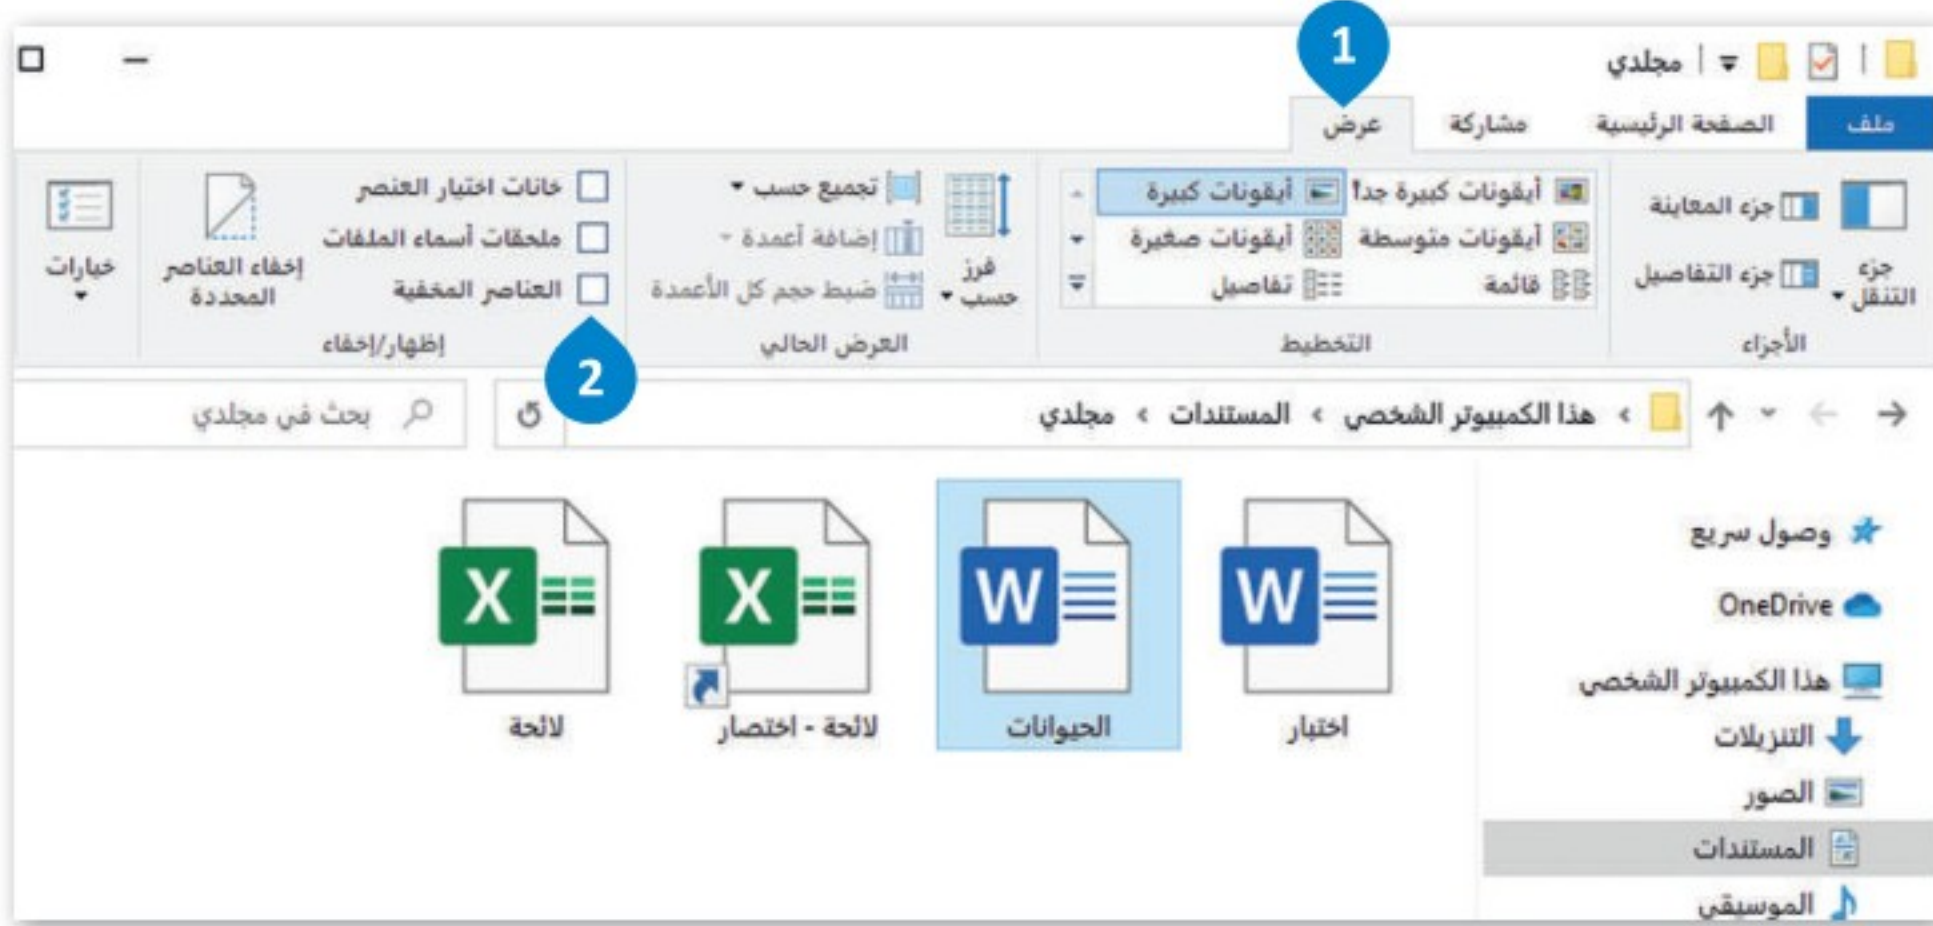 1
مجلدي
ملف
الصفحة الرئيسية
مشاركة
عرض
جزء التنقل
جزء المعاينة
جزء التفاصيل
الأجزاء
أيقونات كبيرة جدا
أيقونات كبيرة
أيقونات متوسطة
أيقونات صغيرة
قائمة
تفاصيل
التخطيط
فرز حسب
تجميع حسب
إضافة أعمدة
ضبط حجم كل الأعمدة
العرض الحالي
خانات اختيار العنصر
ملحقات أسماء الملفات
العناصر المخفية
إخفاء العناصر
المحددة
إظهار/إخفاء
خيارات
2
هذا الكمبيوتر الشخصي › المستندات › مجلدي
بحث في مجلدي
وصول سريع
OneDrive
هذا الكمبيوتر الشخصي
التنزيلات
الصور
المستندات
الموسيقى
W
اختبار
W
الحيوانات
X
لائحة - اختصار
X
لائحة